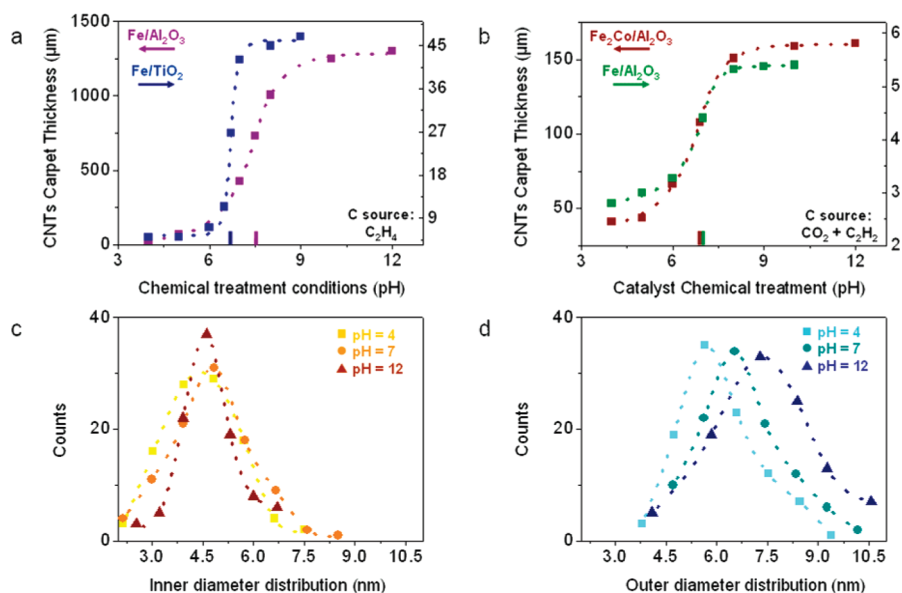 a
CNTs Carpet Thickness (µm)
1500
1000
500
250
0
Fe/Al₂O₃
Fe/TiO₂
45
36
27
18
9
C source:
C₂H₄
3
6
9
12
Chemical treatment conditions (pH)
b
CNTs Carpet Thickness (µm)
150
100
50
Fe₂Co/Al₂O₃
Fe/Al₂O₃
6
5
4
3
2
C source:
CO₂ + C₂H₂
3
6
9
12
Catalyst Chemical treatment (pH)
c
Counts
40
20
0
pH = 4
pH = 7
pH = 12
3.0
4.5
6.0
7.5
9.0
10.5
Inner diameter distribution (nm)
d
Counts
40
20
0
pH = 4
pH = 7
pH = 12
4.5
6.0
7.5
9.0
10.5
Outer diameter distribution (nm)